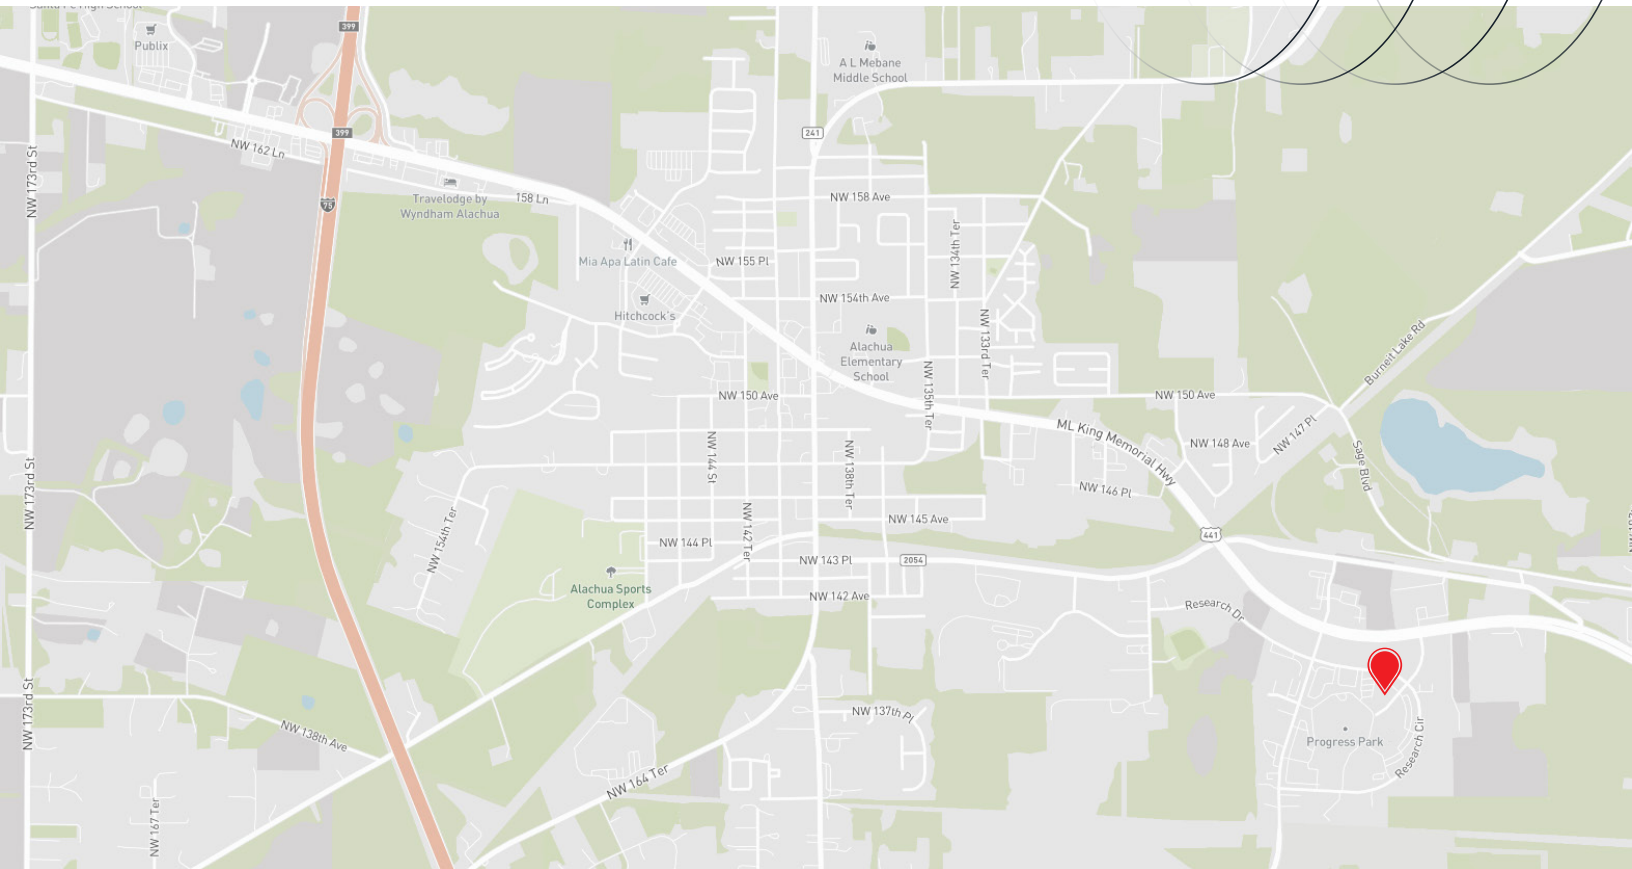 Santa Fe High School
Publix
399
399
NW 162 Ln
NW 173rd St
95
Travelodge by
Wyndham Alachua
158 Ln
Mia Apa Latin Cafe
Hitchcock's
A L Mebane
Middle School
241
NW 158 Ave
NW 155 Pl
NW 134th Ter
NW 154th Ave
Alachua
Elementary
School
NW 133rd Ter
NW 135th Ter
NW 150 Ave
NW 150 Ave
Burnett Lake Rd
ML King Memorial Hwy
NW 148 Ave
NW 147 Pl
Sage Blvd
NW 146 Pl
NW 144 St
NW 138th Ter
NW 173rd St
NW 154th Ter
NW 142 Ter
NW 145 Ave
NW 144 Pl
NW 143 Pl
2054
441
Alachua Sports
Complex
NW 142 Ave
Research Dr
NW 173rd St
NW 138th Ave
NW 137th Pl
Progress Park
Research Cir
NW 164 Ter
NW 167 Ter